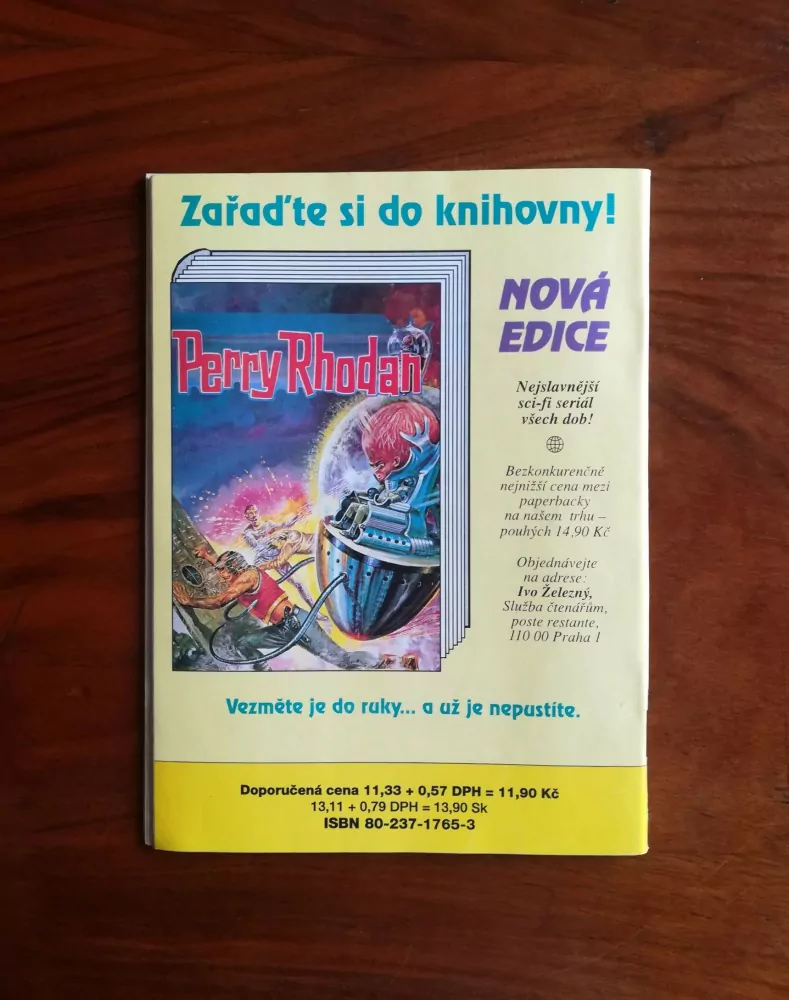 Zařaďte si do knihovny!
Perry Rhodan
NOVÁ
EDICE
Nejslavnější
sci-fi seriál
všech dob!
Bezkonkurenčně
nejnižší cena mezi
paperbacky
na našem trhu –
pouhých 14,90 Kč
Objednávejte
na adrese:
Ivo Železný,
Služba čtenářům,
poste restante,
110 00 Praha 1
Vezměte je do ruky... a už je nepustíte.
Doporučená cena 11,33 + 0,57 DPH = 11,90 Kč
13,11 + 0,79 DPH = 13,90 Sk
ISBN 80-237-1765-3